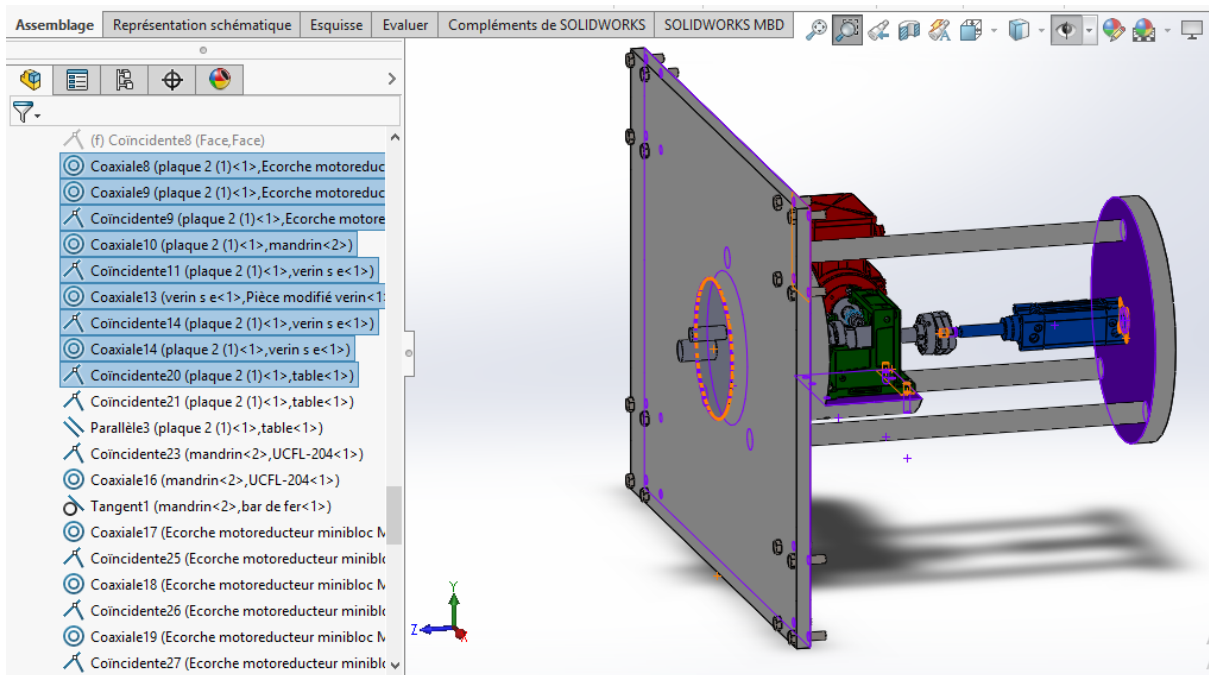 Assemblage Représentation schématique Esquisse Evaluer Compléments de SOLIDWORKS SOLIDWORKS MBD
(f) Coïncidente8 (Face,Face)
Coaxiale8 (plaque 2 (1)<1>,Ecorche motoreduc
Coaxiale9 (plaque 2 (1)<1>,Ecorche motoreduc
Coïncidente9 (plaque 2 (1)<1>,Ecorche motore
Coaxiale10 (plaque 2 (1)<1>,mandrin<2>)
Coïncidente11 (plaque 2 (1)<1>,verin s e<1>)
Coaxiale13 (verin s e<1>,Pièce modifié verin<1
Coïncidente14 (plaque 2 (1)<1>,verin s e<1>)
Coaxiale14 (plaque 2 (1)<1>,verin s e<1>)
Coïncidente20 (plaque 2 (1)<1>,table<1>)
Coïncidente21 (plaque 2 (1)<1>,table<1>)
Parallèle3 (plaque 2 (1)<1>,table<1>)
Coïncidente23 (mandrin<2>,UCFL-204<1>)
Coaxiale16 (mandrin<2>,UCFL-204<1>)
Tangent1 (mandrin<2>,bar de fer<1>)
Coaxiale17 (Ecorche motoreducteur minibloc M
Coïncidente25 (Ecorche motoreducteur miniblo
Coaxiale18 (Ecorche motoreducteur minibloc M
Coïncidente26 (Ecorche motoreducteur miniblo
Coaxiale19 (Ecorche motoreducteur minibloc M
Coïncidente27 (Ecorche motoreducteur miniblo
Y
Z